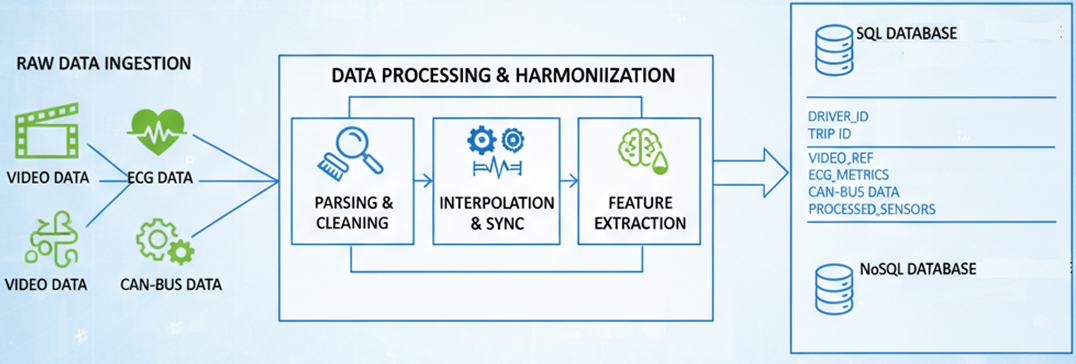 RAW DATA INGESTION
VIDEO DATA
ECG DATA
VIDEO DATA
CAN-BUS DATA
DATA PROCESSING & HARMONIIZATION
PARSING &
CLEANING
INTERPOLATION
& SYNC
FEATURE
EXTRACTION
SQL DATABASE
DRIVER_ID
TRIP ID
VIDEO_REF
ECG_METRICS
CAN-BUS DATA
PROCESSED_SENSORS
NoSQL DATABASE